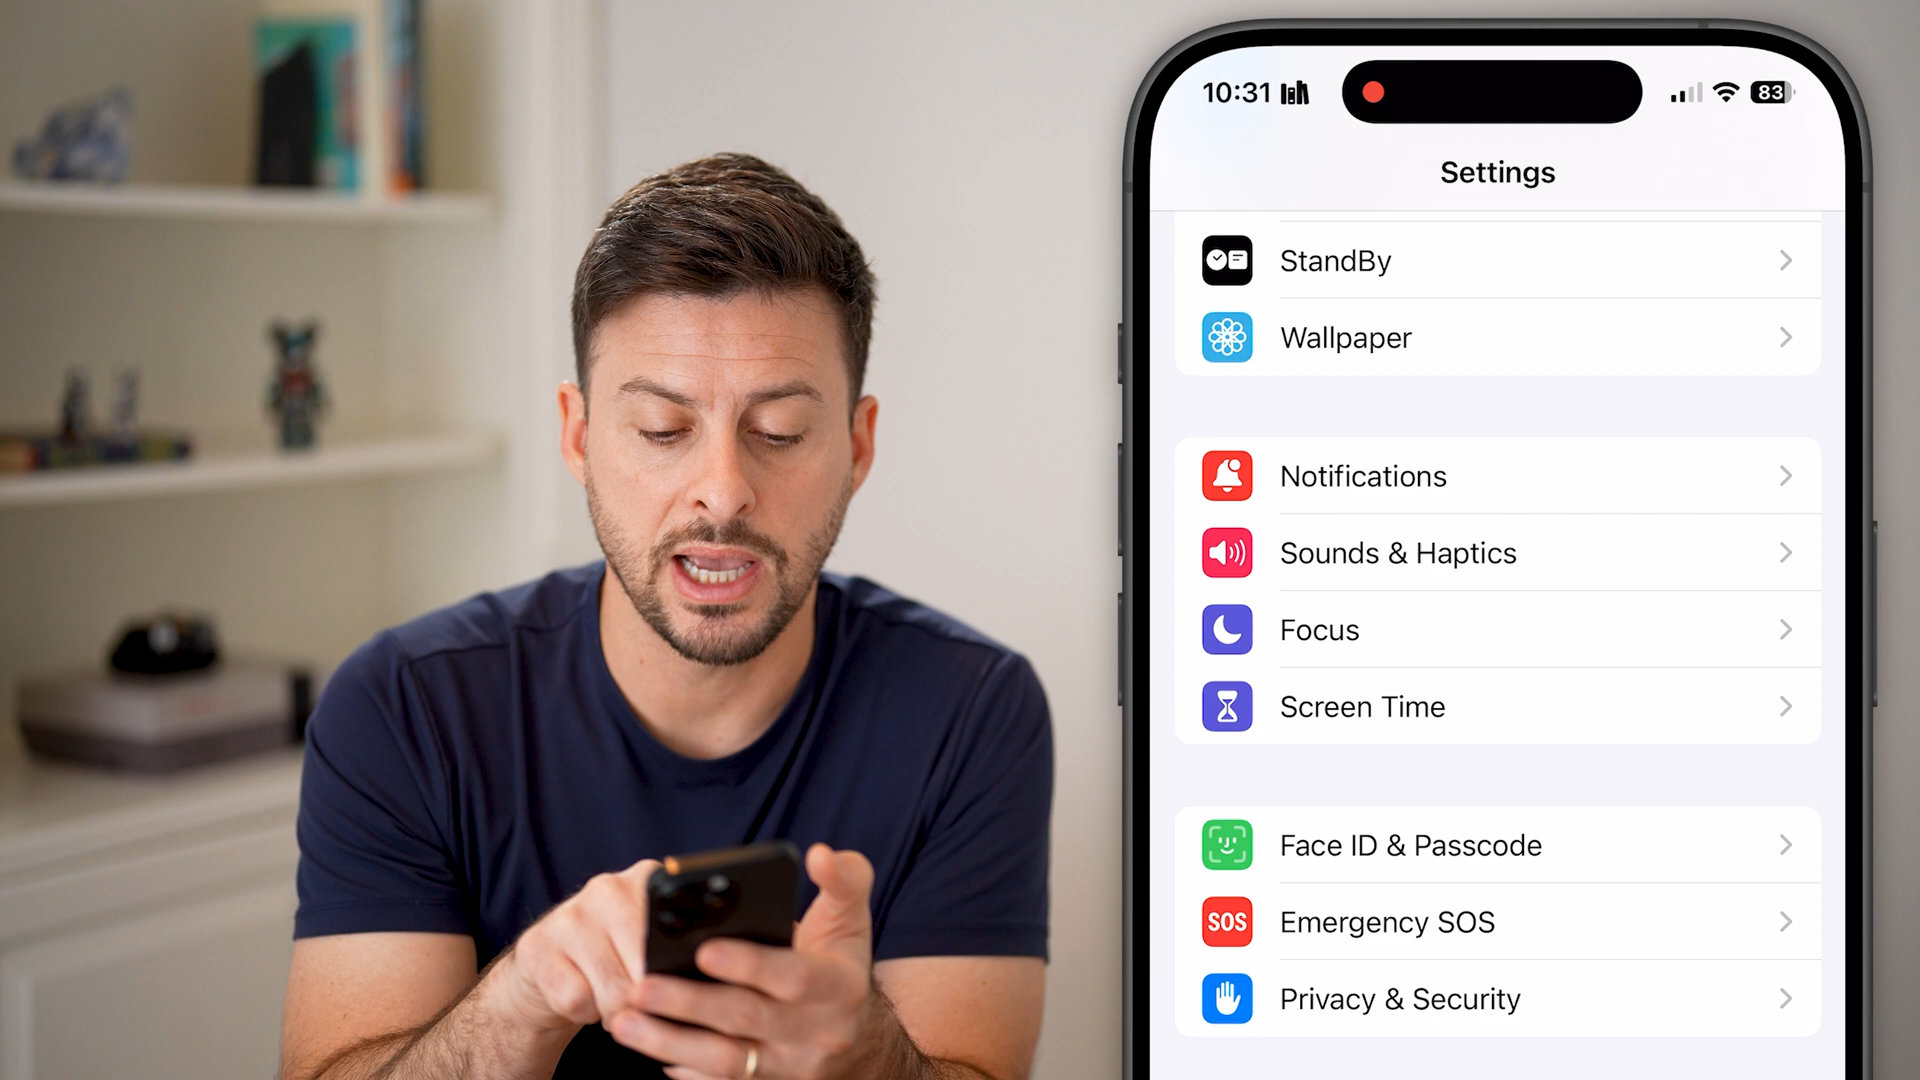 10:31
83
Settings
StandBy
Wallpaper
Notifications
Sounds & Haptics
Focus
Screen Time
Face ID & Passcode
SOS
Emergency SOS
Privacy & Security